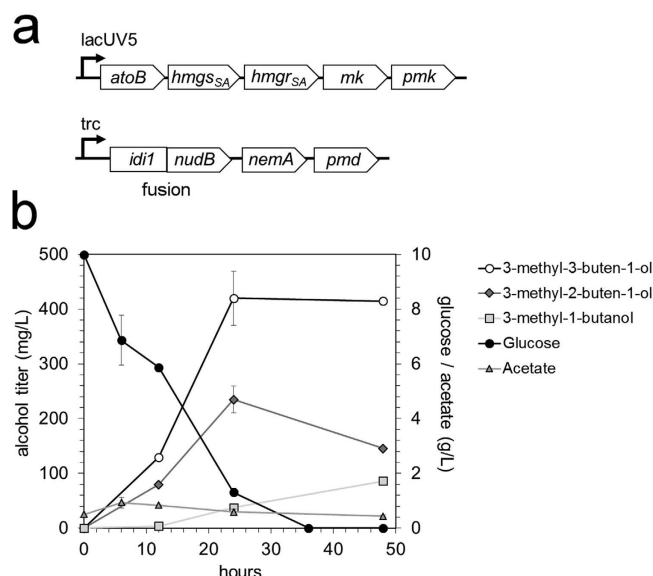 a
lacUV5
atoB hmgsSA hmgrSA mk pmk
trc
idi1 nudB nemA pmd
fusion
b
500 10
400 8
300 6
200 4
100 2
0 0
0 10 20 30 40 50
hours
alcohol titer (mg/L)
glucose / acetate (g/L)
3-methyl-3-buten-1-ol
3-methyl-2-buten-1-ol
3-methyl-1-butanol
Glucose
Acetate